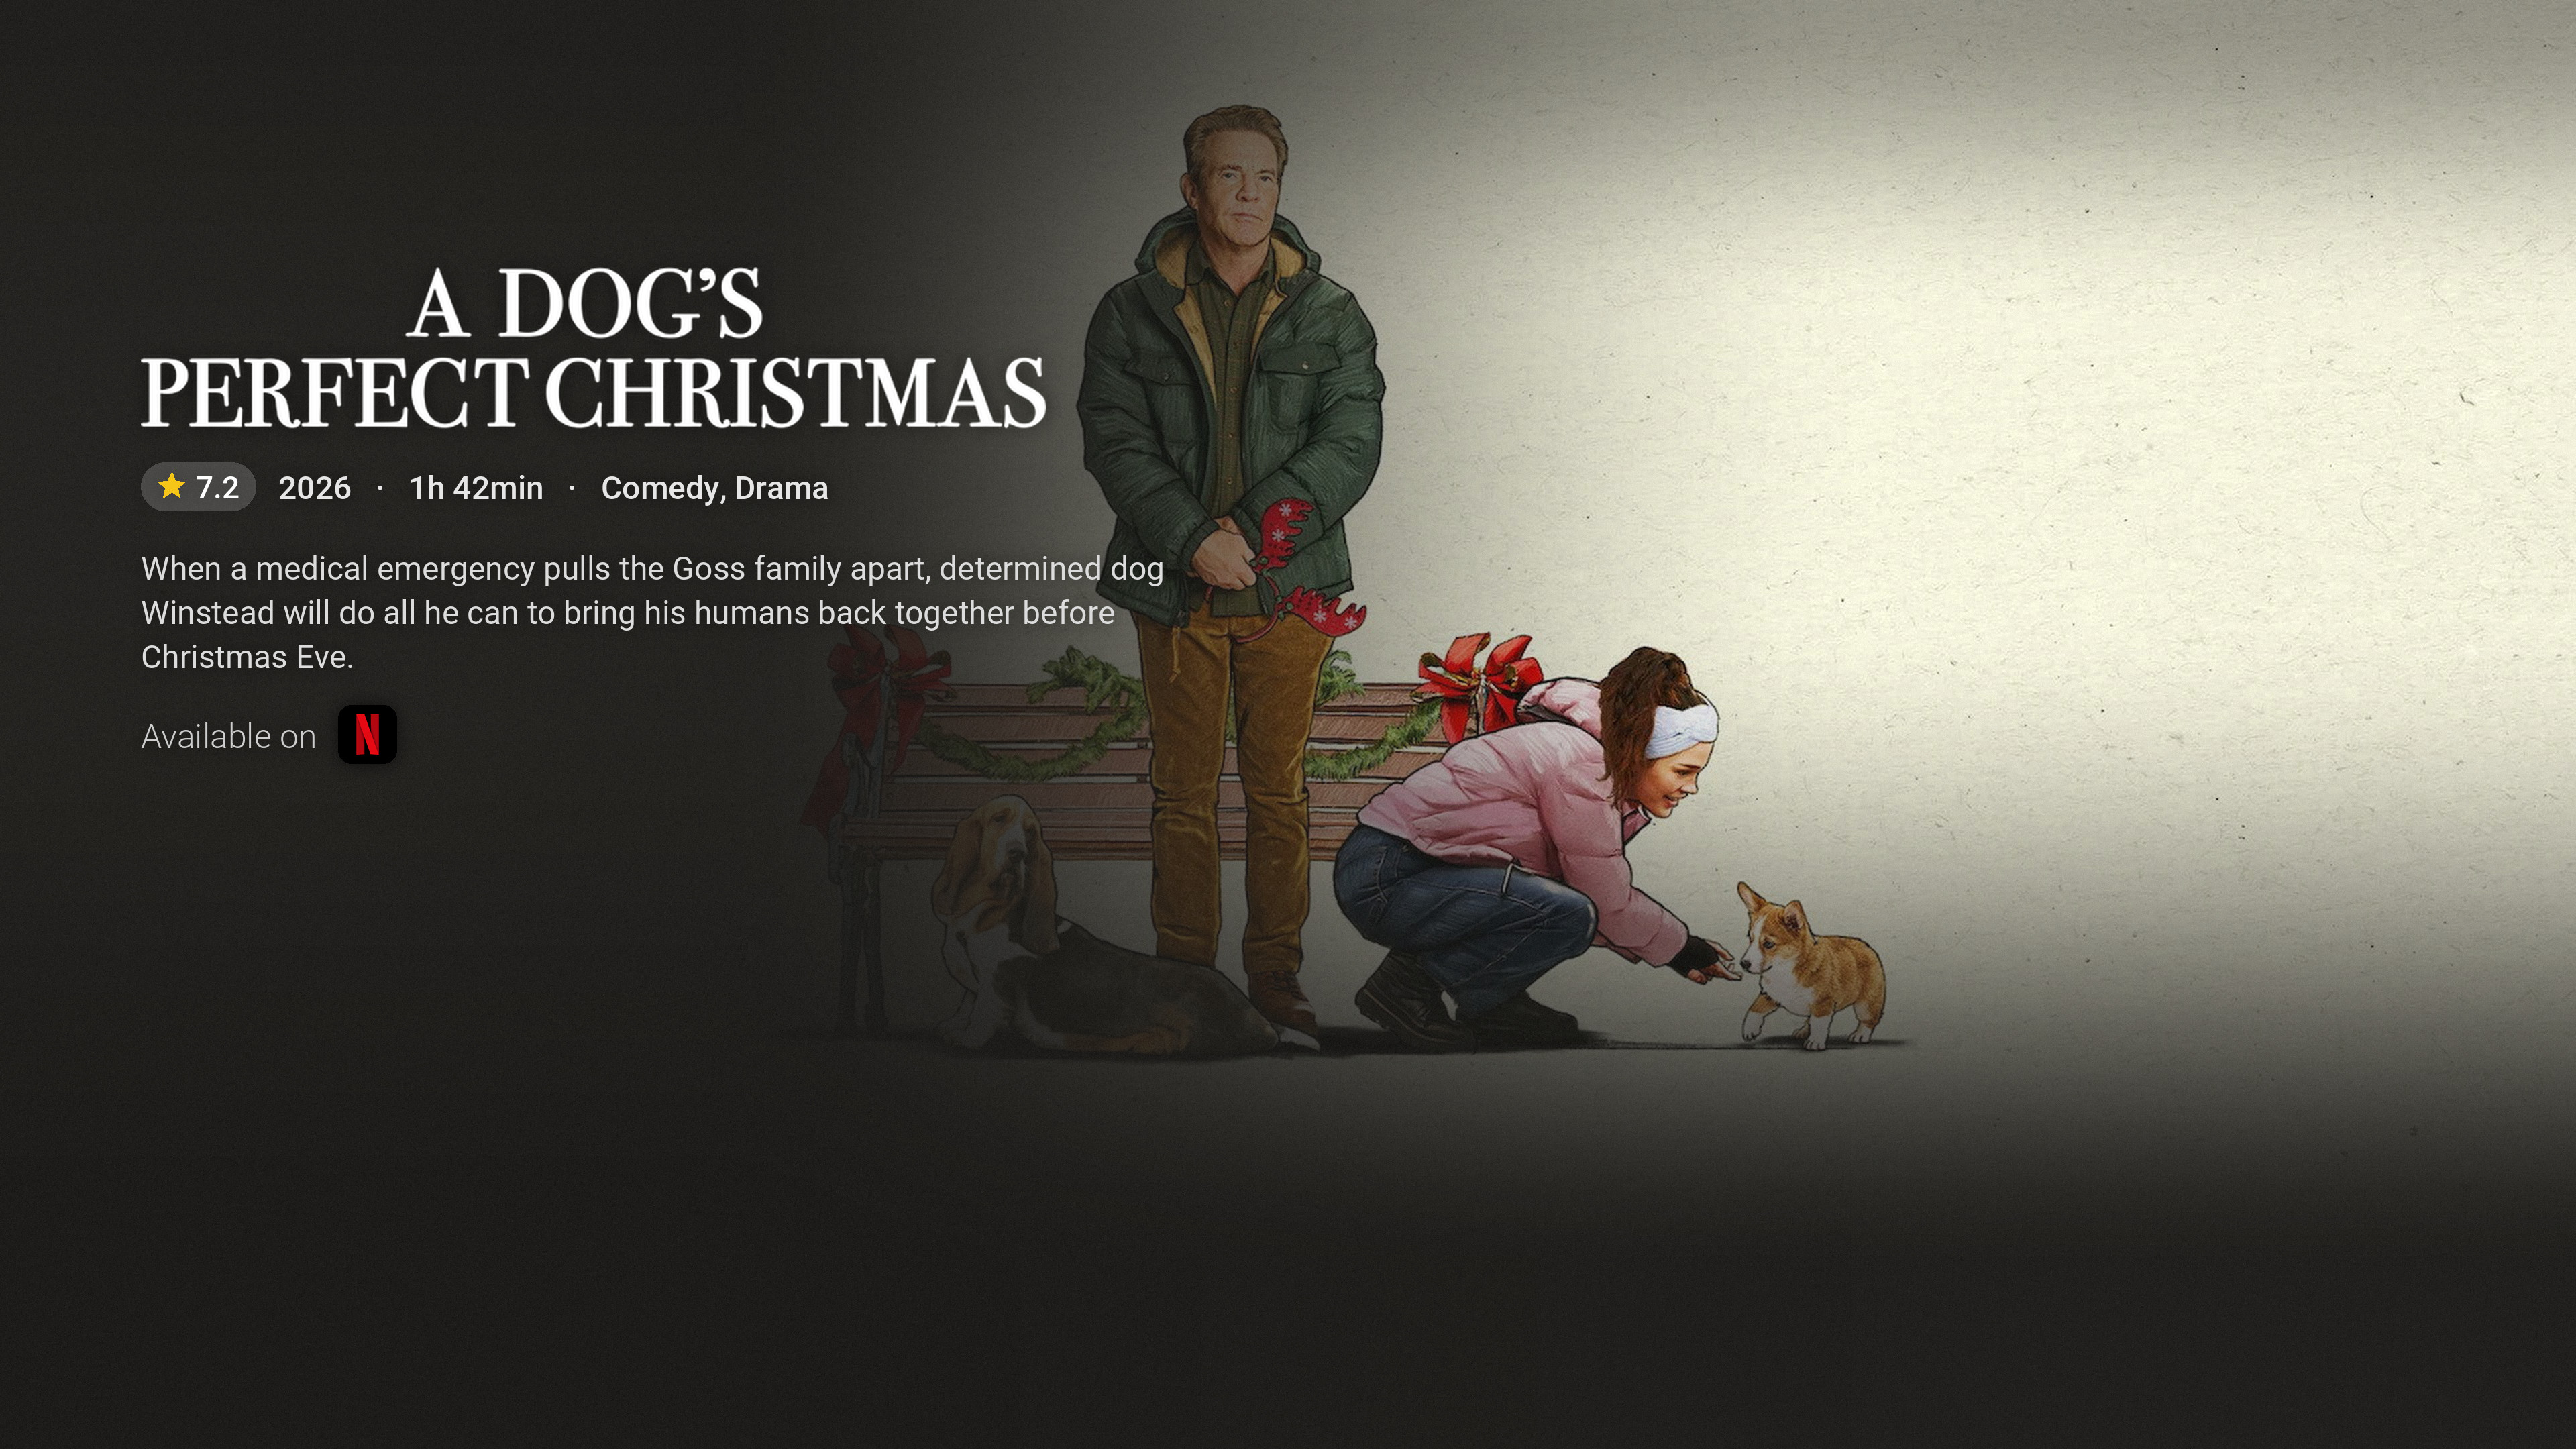 A DOG’S
PERFECT CHRISTMAS
7.2 2026 · 1h 42min · Comedy, Drama
When a medical emergency pulls the Goss family apart, determined dog
Winstead will do all he can to bring his humans back together before
Christmas Eve.
Available on N